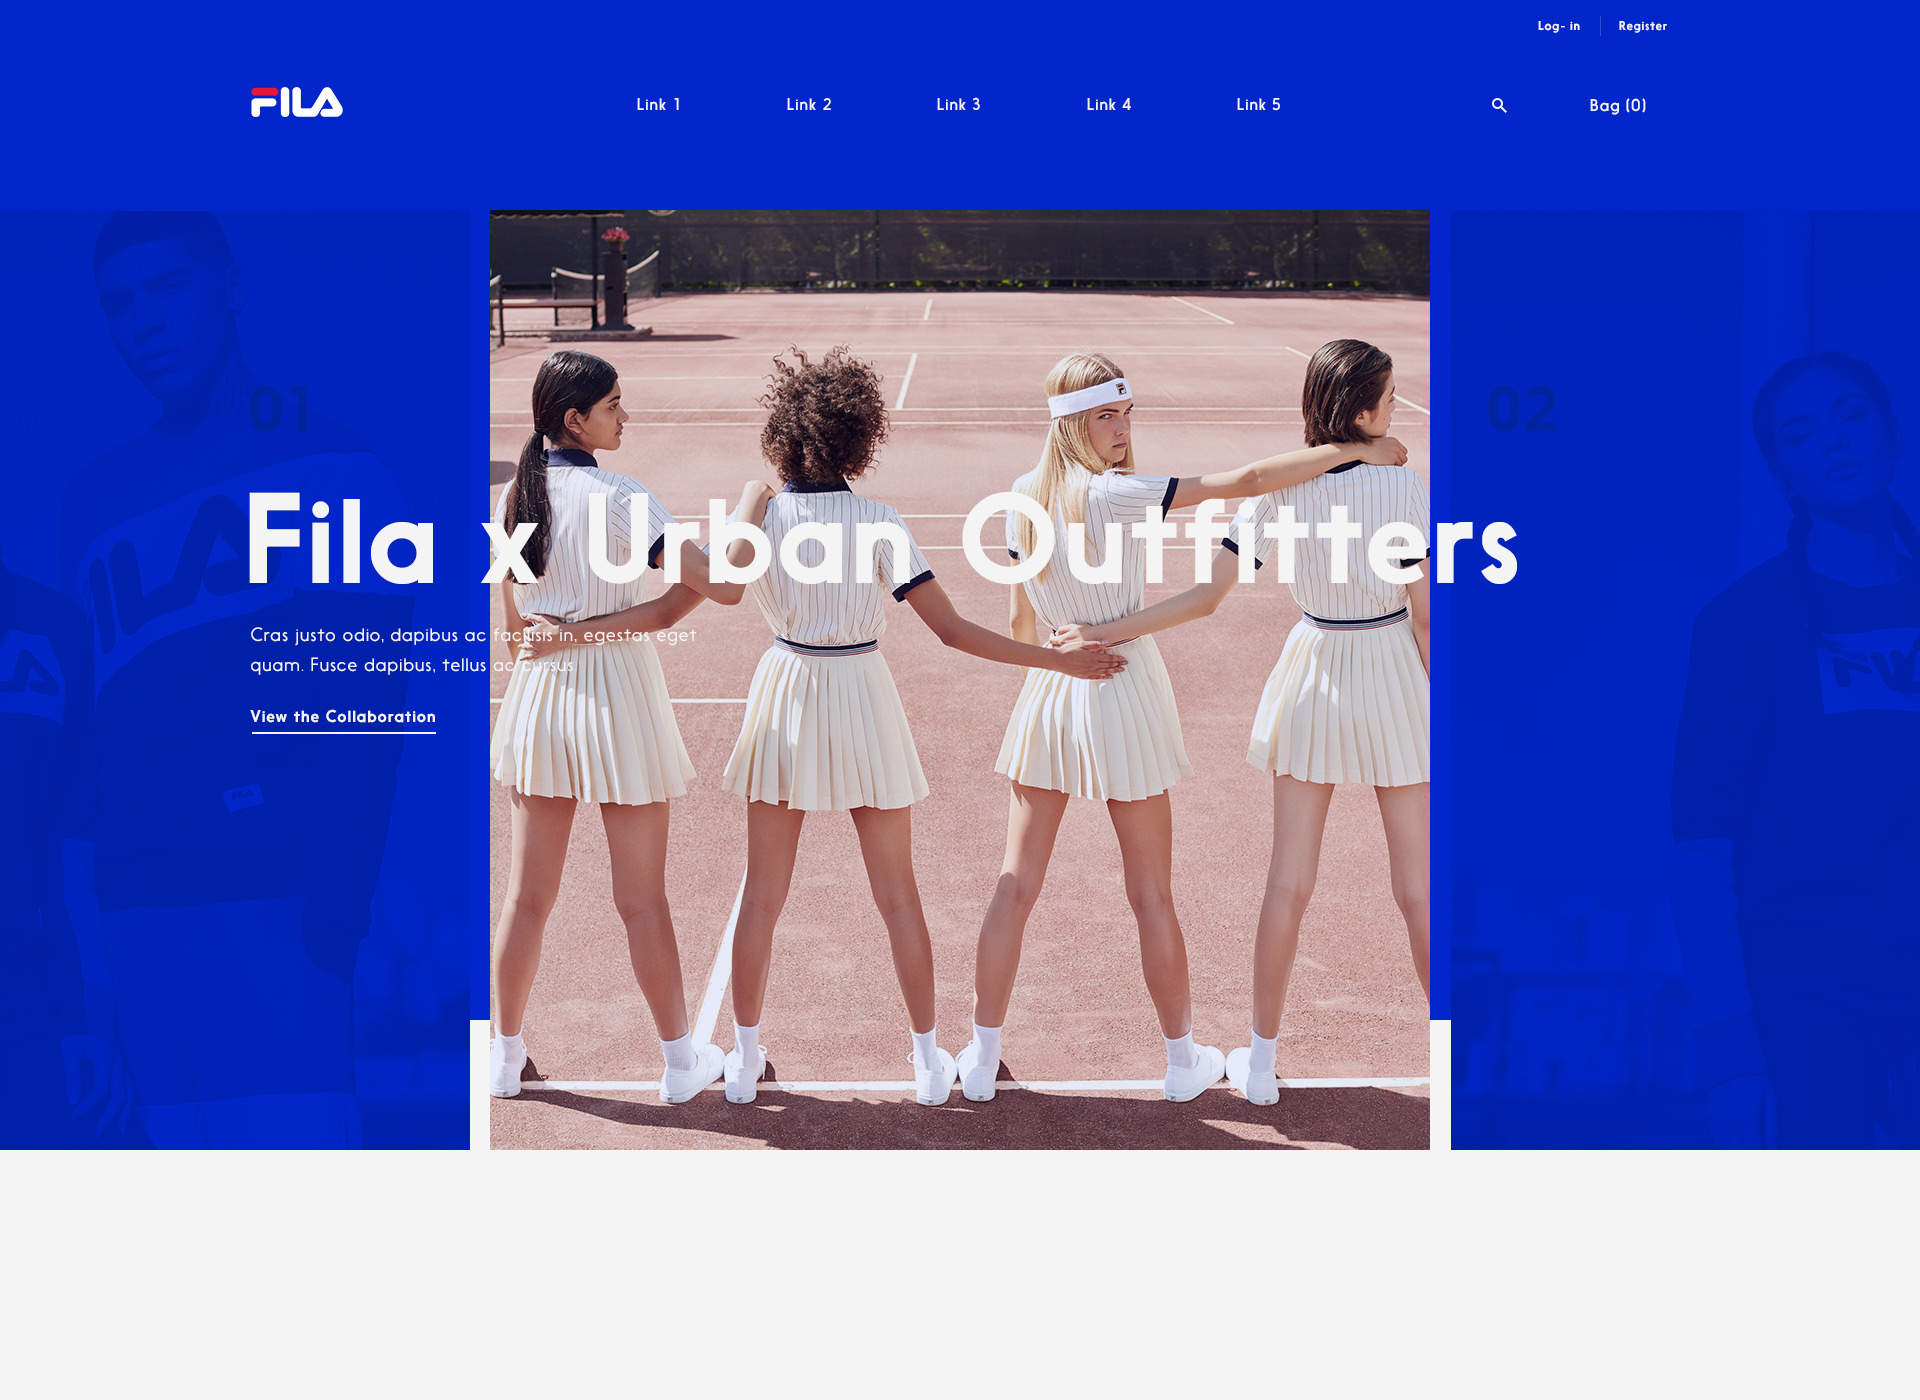 Log- in
Register
FILA
Link 1
Link 2
Link 3
Link 4
Link 5
Bag (0)
01
02
Fila x Urban Outfitters
Cras justo odio, dapibus ac facilisis in, egestas eget
quam. Fusce dapibus, tellus ac cursus.
View the Collaboration
FILA
FILA